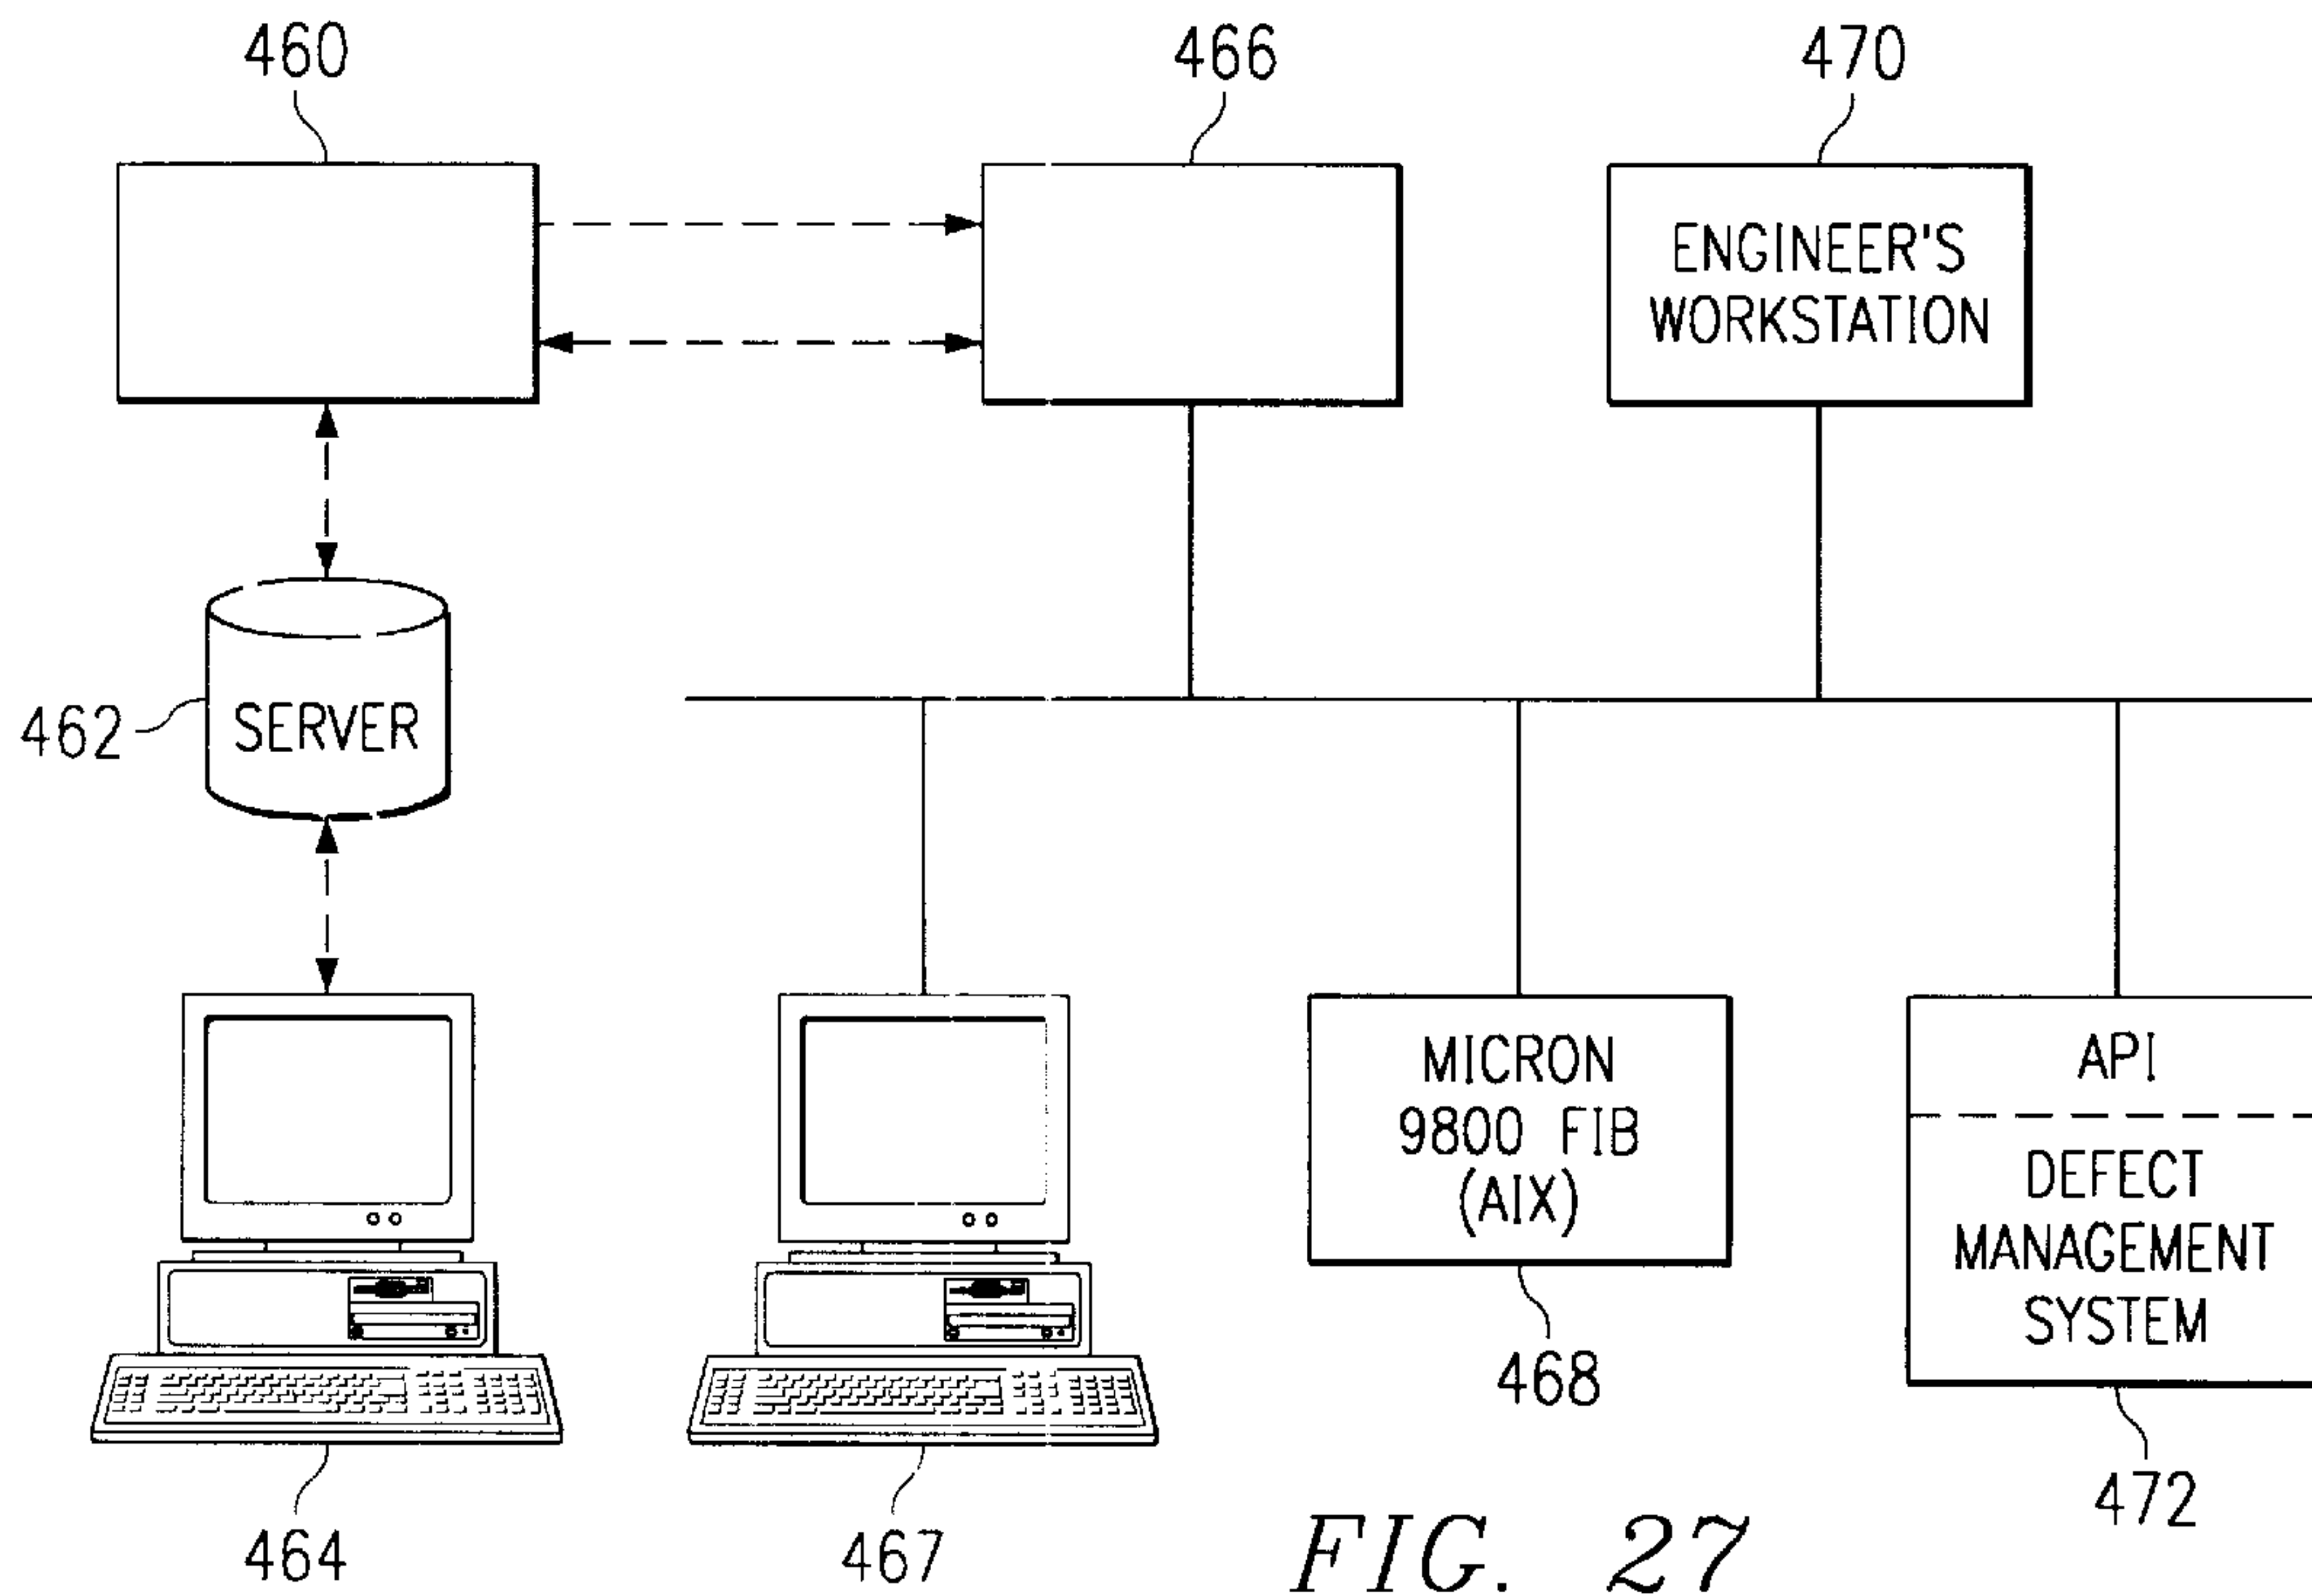 460
466
470
ENGINEER'S
WORKSTATION
462
SERVER
MICRON
9800 FIB
(AIX)
API
DEFECT
MANAGEMENT
SYSTEM
468
472
464
467
FIG. 27